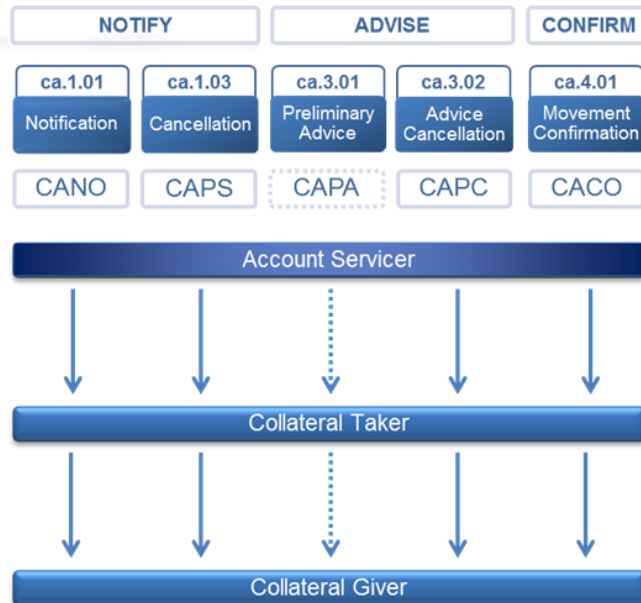 NOTIFY ADVISE CONFIRM
ca.1.01 ca.1.03 ca.3.01 ca.3.02 ca.4.01
Notification Cancellation Preliminary Advice Advice Cancellation Movement Confirmation
CANO CAPS CAPA CAPC CACO
Account Servicer
Collateral Taker
Collateral Giver